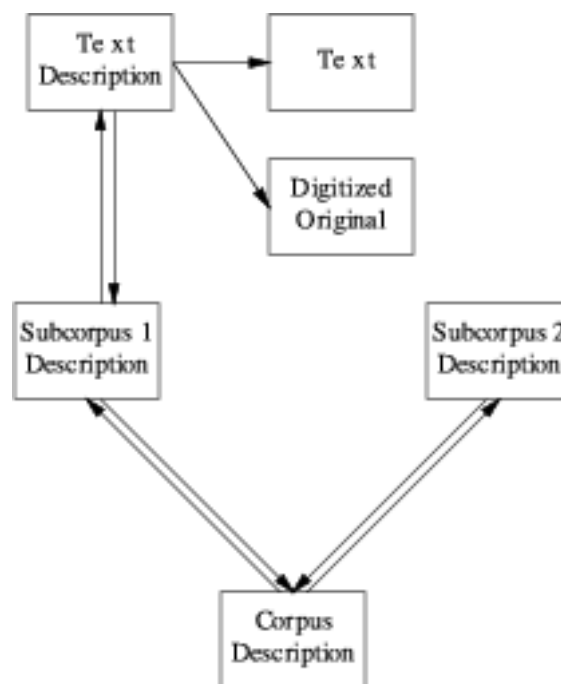 Te xt
Description
Te xt
Digitized
Original
Subcorpus 1
Description
Subcorpus 2
Description
Corpus
Description